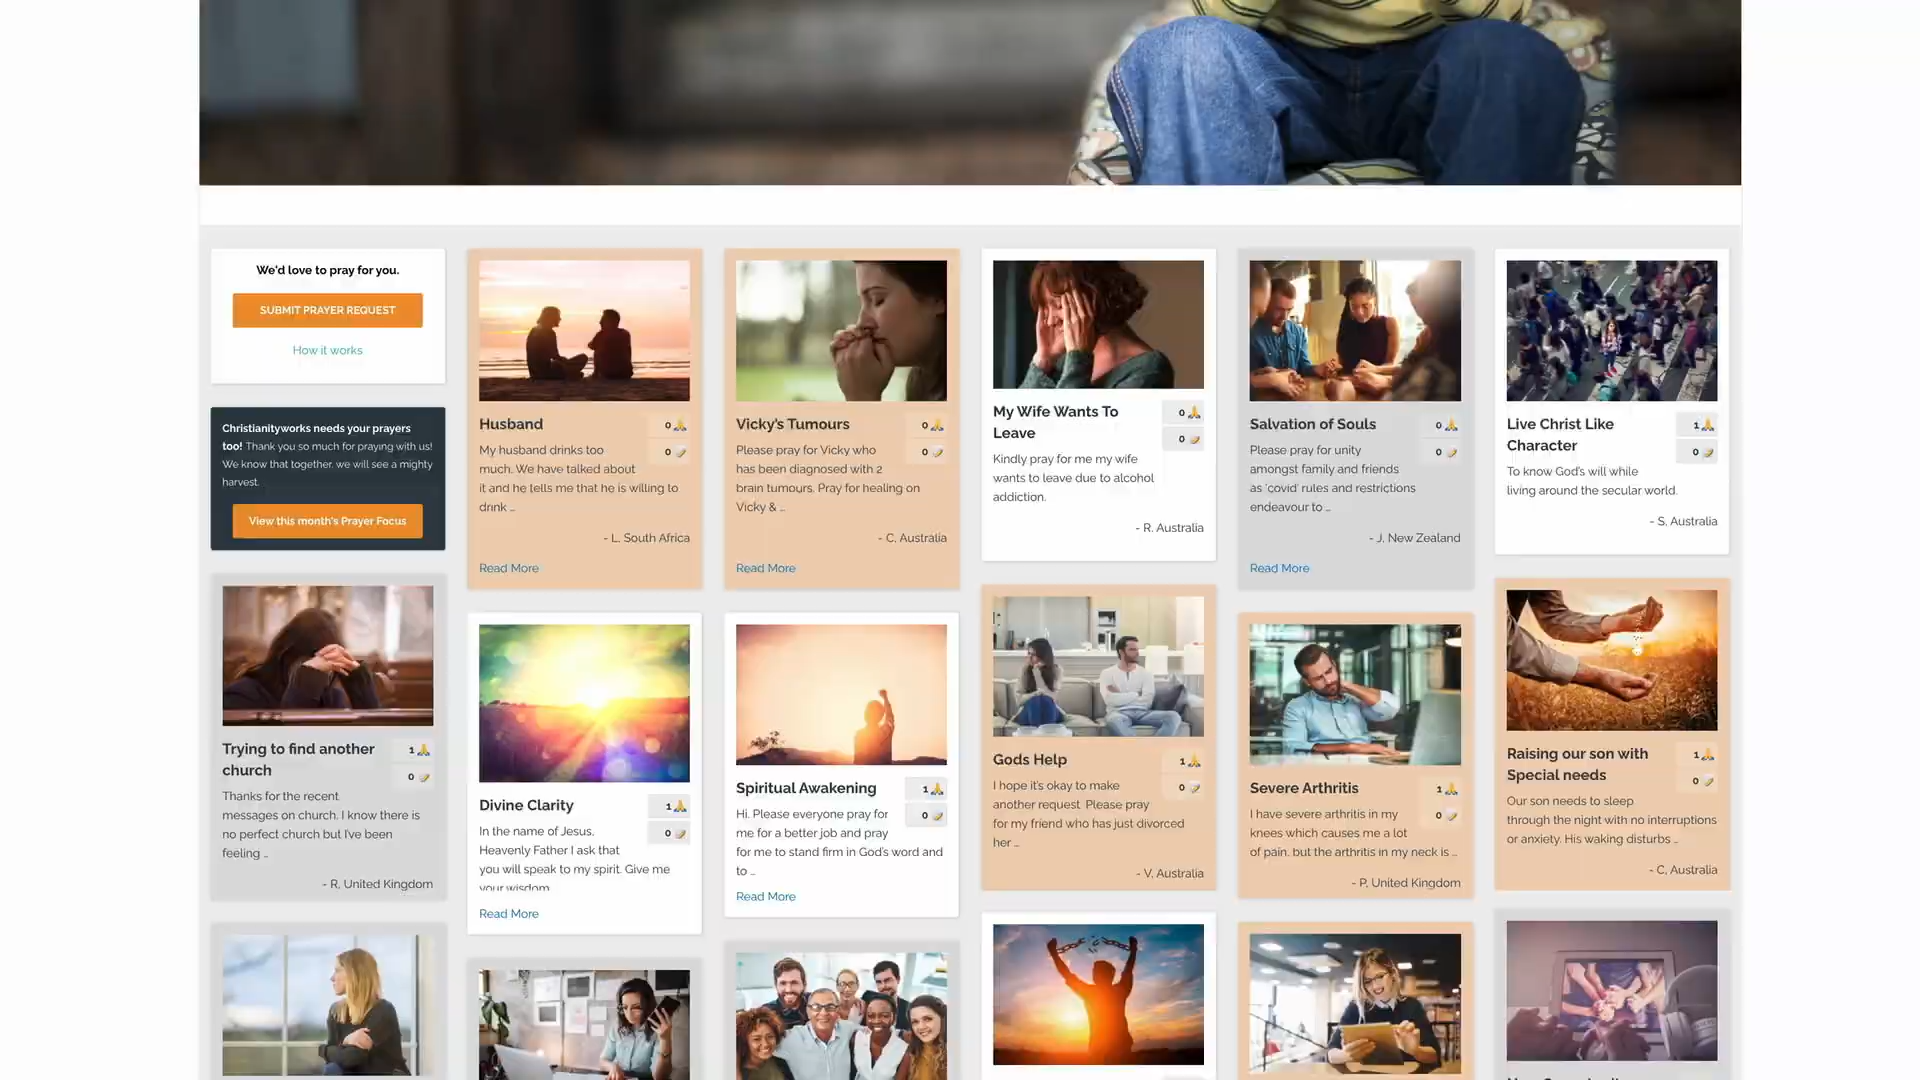 We'd love to pray for you.
SUBMIT PRAYER REQUEST
How it works
Christianityworks needs your prayers
too! Thank you so much for praying with us!
We know that together, we will see a mighty
harvest.
View this month's Prayer Focus
Trying to find another
church
1
0
Thanks for the recent
messages on church. I know there is
no perfect church but I've been
feeling ...
- R, United Kingdom
Husband
0
0
My husband drinks too
much. We have talked about
it and he tells me that he is willing to
drink ...
- L, South Africa
Read More
Divine Clarity
1
0
In the name of Jesus,
Heavenly Father I ask that
you will speak to my spirit. Give me
your wisdom
Read More
Vicky's Tumours
0
0
Please pray for Vicky who
has been diagnosed with 2
brain tumours. Pray for healing on
Vicky & ...
- C, Australia
Read More
Spiritual Awakening
1
0
Hi. Please everyone pray for
me for a better job and pray
for me to stand firm in God's word and
to ...
Read More
My Wife Wants To
Leave
0
0
Kindly pray for me my wife
wants to leave due to alcohol
addiction.
- R, Australia
Gods Help
1
0
I hope it's okay to make
another request Please pray
for my friend who has just divorced
her ...
- V, Australia
Salvation of Souls
0
0
Please pray for unity
amongst family and friends
as 'covid' rules and restrictions
endeavour to ...
- J, New Zealand
Read More
Severe Arthritis
1
0
I have severe arthritis in my
knees which causes me a lot
of pain, but the arthritis in my neck is ...
- P, United Kingdom
Live Christ Like
Character
1
0
To know God's will while
living around the secular world.
- S, Australia
Raising our son with
Special needs
1
0
Our son needs to sleep
through the night with no interruptions
or anxiety. His waking disturbs ...
- C, Australia